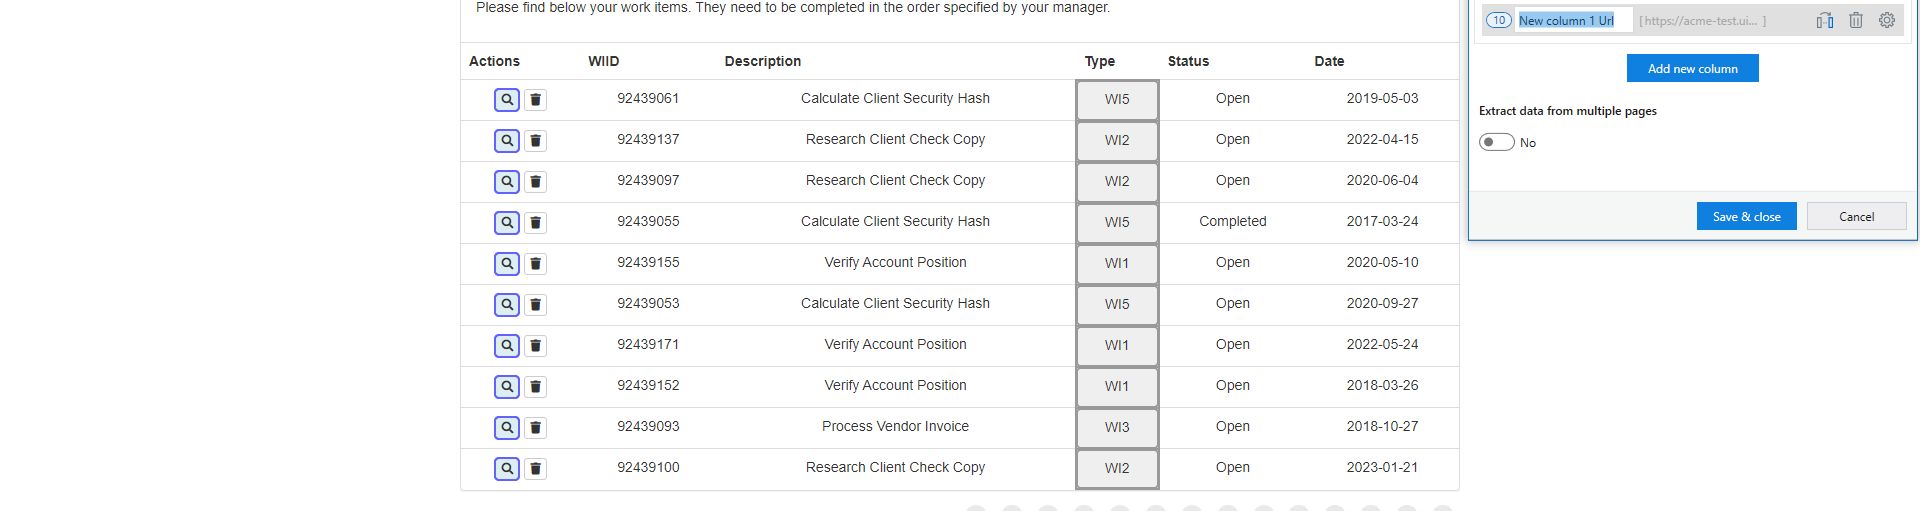 Please find below your work items. They need to be completed in the order specified by your manager.
Actions WIID Description Type Status Date
92439061 Calculate Client Security Hash WI5 Open 2019-05-03
92439137 Research Client Check Copy WI2 Open 2022-04-15
92439097 Research Client Check Copy WI2 Open 2020-06-04
92439055 Calculate Client Security Hash WI5 Completed 2017-03-24
92439155 Verify Account Position WI1 Open 2020-05-10
92439053 Calculate Client Security Hash WI5 Open 2020-09-27
92439171 Verify Account Position WI1 Open 2022-05-24
92439152 Verify Account Position WI1 Open 2018-03-26
92439093 Process Vendor Invoice WI3 Open 2018-10-27
92439100 Research Client Check Copy WI2 Open 2023-01-21
10 New column 1 Url [ https://acme-test.ui... ]
Add new column
Extract data from multiple pages
No
Save & close Cancel